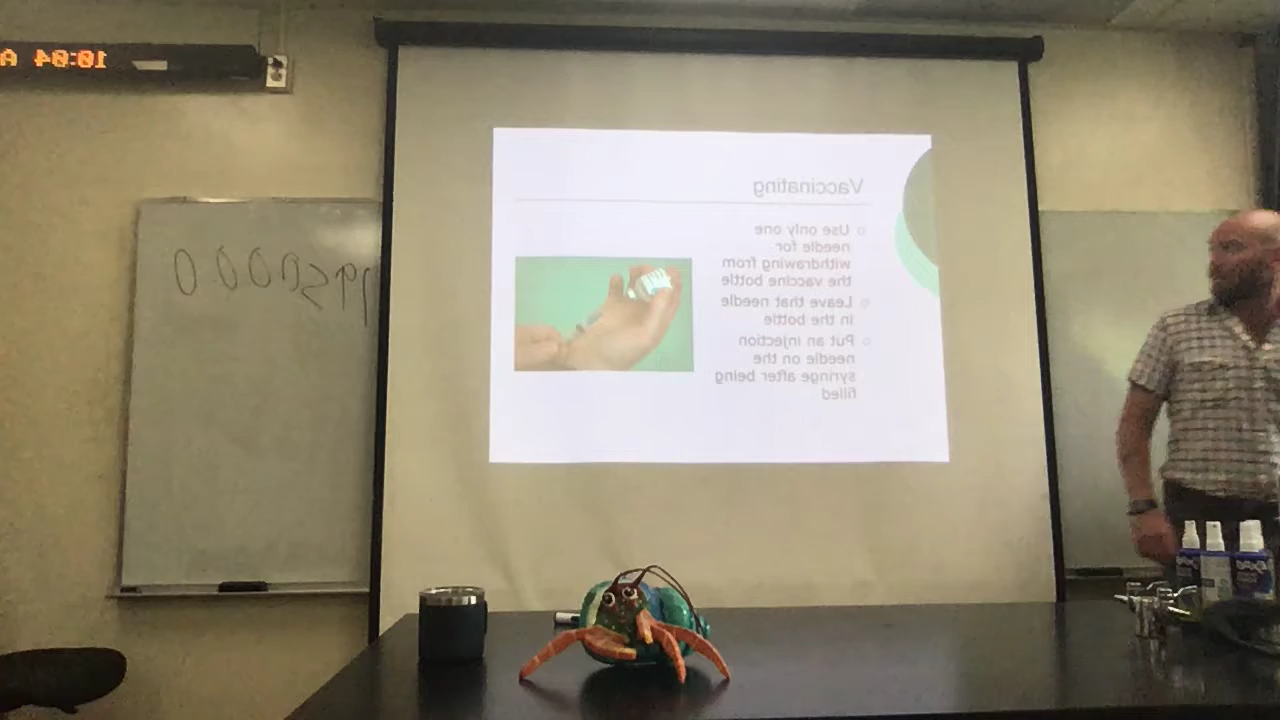 10:04 A
Vaccinating
Use only one
needle for
withdrawing from
the vaccine bottle
Leave that needle
in the bottle
Put an injection
needle on the
syringe after being
filled